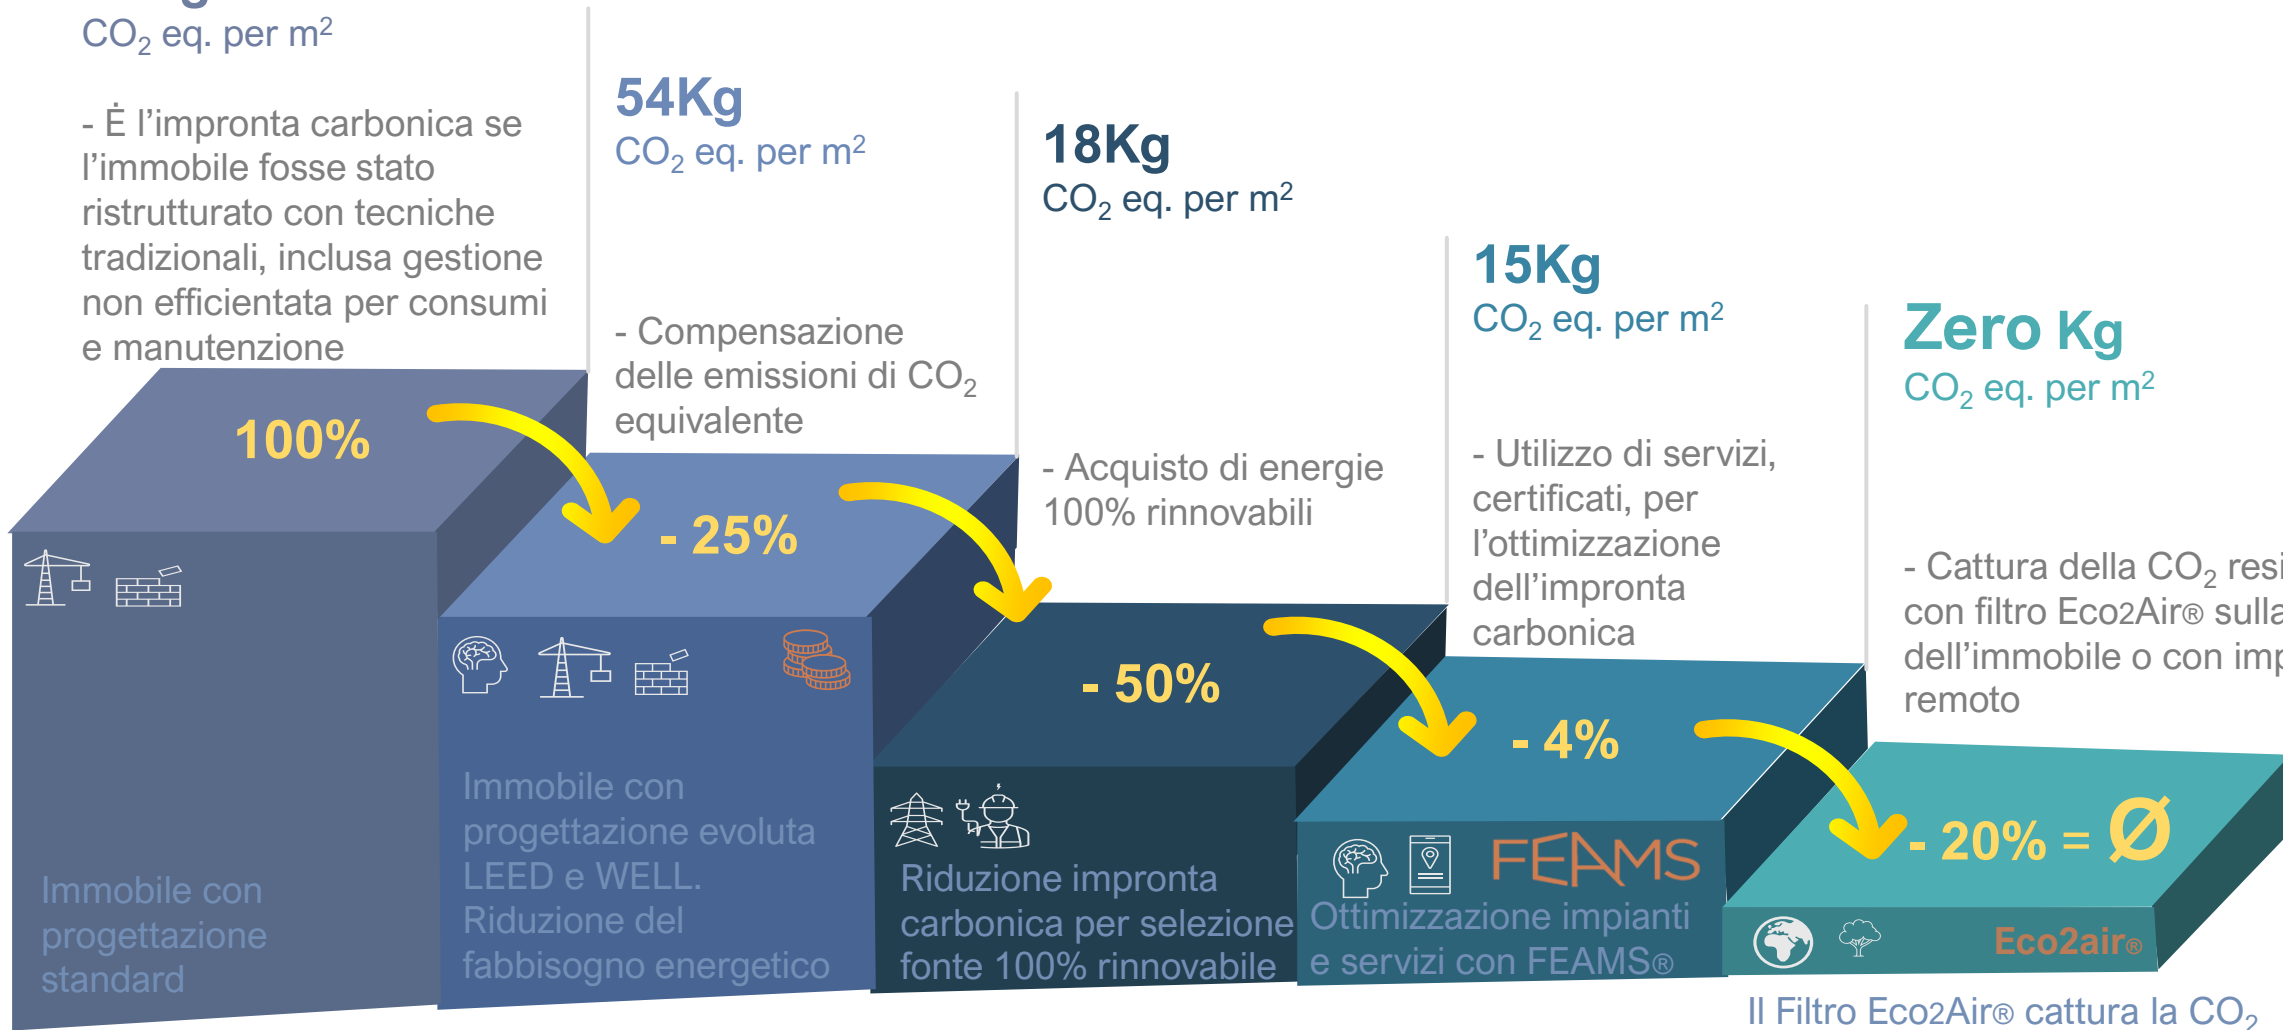 CO₂ eq. per m²
- Ė l’impronta carbonica se
l’immobile fosse stato
ristrutturato con tecniche
tradizionali, inclusa gestione
non efficientata per consumi
e manutenzione
100%
Immobile con
progettazione
standard
54Kg
CO₂ eq. per m²
- Compensazione
delle emissioni di CO₂
equivalente
- 25%
Immobile con
progettazione evoluta
LEED e WELL.
Riduzione del
fabbisogno energetico
18Kg
CO₂ eq. per m²
- Acquisto di energie
100% rinnovabili
- 50%
Riduzione impronta
carbonica per selezione
fonte 100% rinnovabile
15Kg
CO₂ eq. per m²
- Utilizzo di servizi,
certificati, per
l’ottimizzazione
dell’impronta
carbonica
- 4%
FEAMS
Ottimizzazione impianti
e servizi con FEAMS®
Zero Kg
CO₂ eq. per m²
- Cattura della CO₂
con filtro Eco2Air®
dell’immobile o con
remoto
- 20% = Ø
Eco2air®
Il Filtro Eco2Air® cattura la CO₂